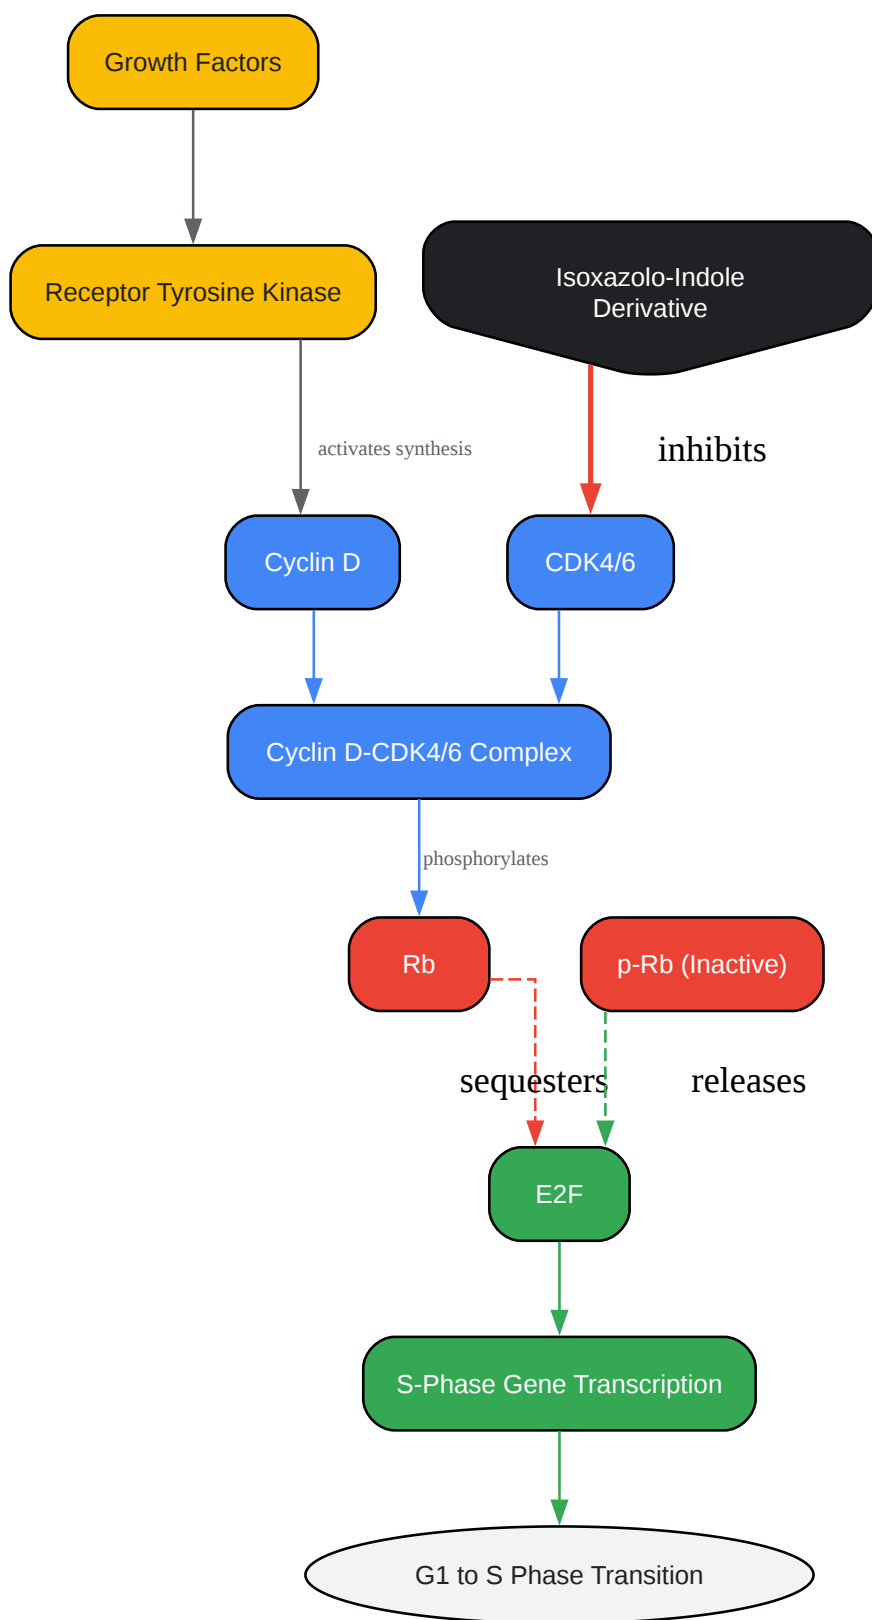 Growth Factors
Receptor Tyrosine Kinase
Isoxazolo-Indole
Derivative
activates synthesis
inhibits
Cyclin D
CDK4/6
Cyclin D-CDK4/6 Complex
phosphorylates
Rb
p-Rb (Inactive)
sequesters
releases
E2F
S-Phase Gene Transcription
G1 to S Phase Transition